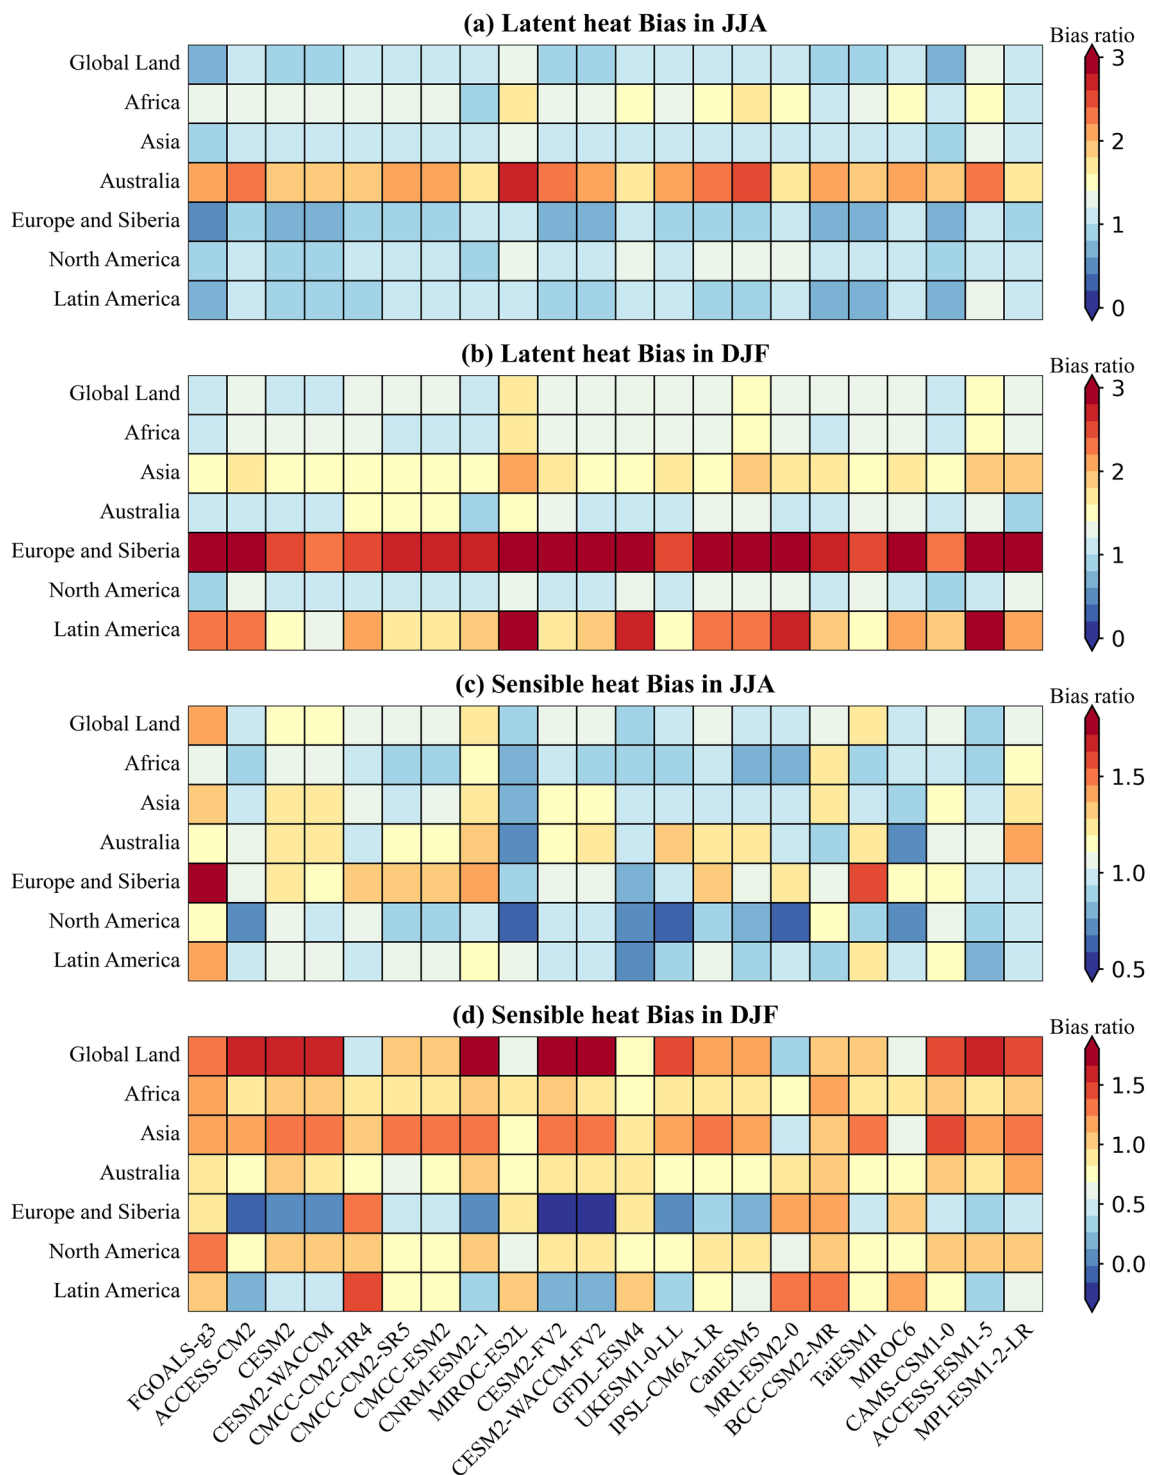 (a) Latent heat Bias in JJA
Bias ratio
Global Land
Africa
Asia
Australia
Europe and Siberia
North America
Latin America
3
2
1
0
(b) Latent heat Bias in DJF
Bias ratio
Global Land
Africa
Asia
Australia
Europe and Siberia
North America
Latin America
3
2
1
0
(c) Sensible heat Bias in JJA
Bias ratio
Global Land
Africa
Asia
Australia
Europe and Siberia
North America
Latin America
1.5
1.0
0.5
(d) Sensible heat Bias in DJF
Bias ratio
Global Land
Africa
Asia
Australia
Europe and Siberia
North America
Latin America
1.5
1.0
0.5
0.0
FGOALS-g3
ACCESS-CM2
CESM2
CESM2-WACCM
CMCC-CM2-HR4
CMCC-CM2-SR5
CMCC-ESM2
CNRM-ESM2-1
MIROC-ES2L
CESM2-FV2
CESM2-WACCM-FV2
GFDL-ESM4
UKESM1-0-LL
IPSL-CM6A-LR
CanESM5
MRI-ESM2-0
BCC-CSM2-MR
TaiESM1
MIROC6
CAMS-CSM1-0
ACCESS-ESM1-5
MPI-ESM1-2-LR